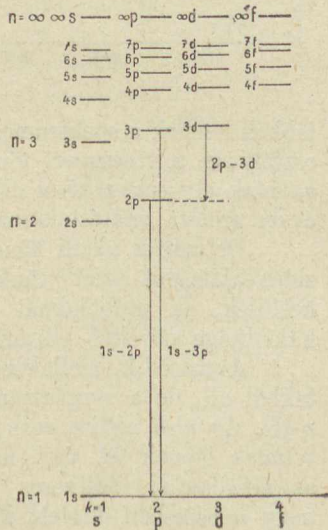 n=∞ ∞s ∞p ∞d ∞f
7s 7p 7d 7f
6s 6p 6d 6f
5s 5p 5d 5f
4s 4p 4d 4f
3p 3d
n=3 3s
2p-3d
2p
n=2 2s
1s-2p 1s-3p
n=1 1s
k=1 2 3 4
s p d f